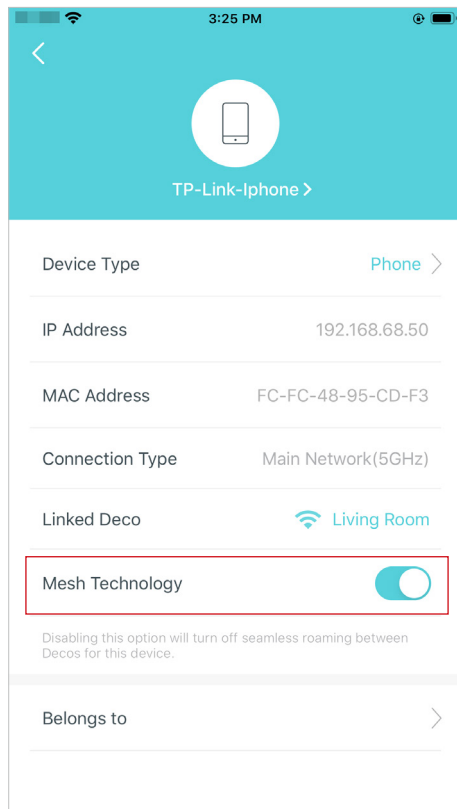 3:25 PM
TP-Link-Iphone
Device Type Phone
IP Address 192.168.68.50
MAC Address FC-FC-48-95-CD-F3
Connection Type Main Network(5GHz)
Linked Deco Living Room
Mesh Technology
Disabling this option will turn off seamless roaming between
Decos for this device.
Belongs to